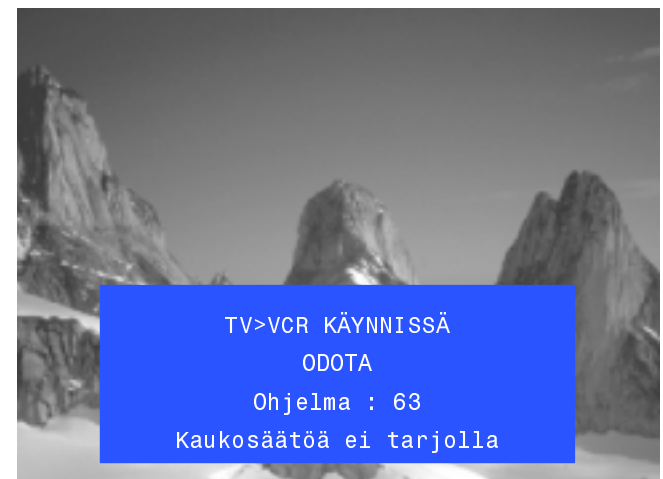 TV>VCR KÄYNNISSÄ
ODOTA
Ohjelma : 63
Kaukosäätöä ei tarjolla